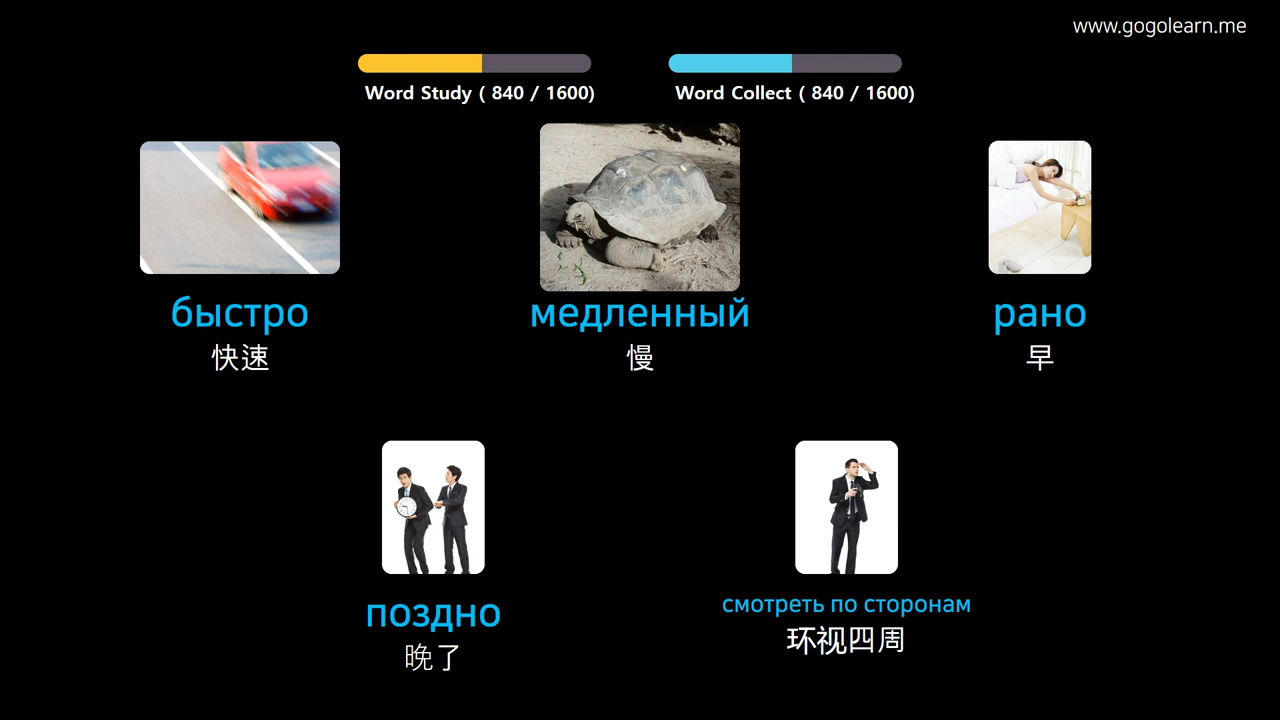 www.gogolearn.me
Word Study ( 840 / 1600)
Word Collect ( 840 / 1600)
быстро
快速
медленный
慢
рано
早
поздно
晚了
смотреть по сторонам
环视四周